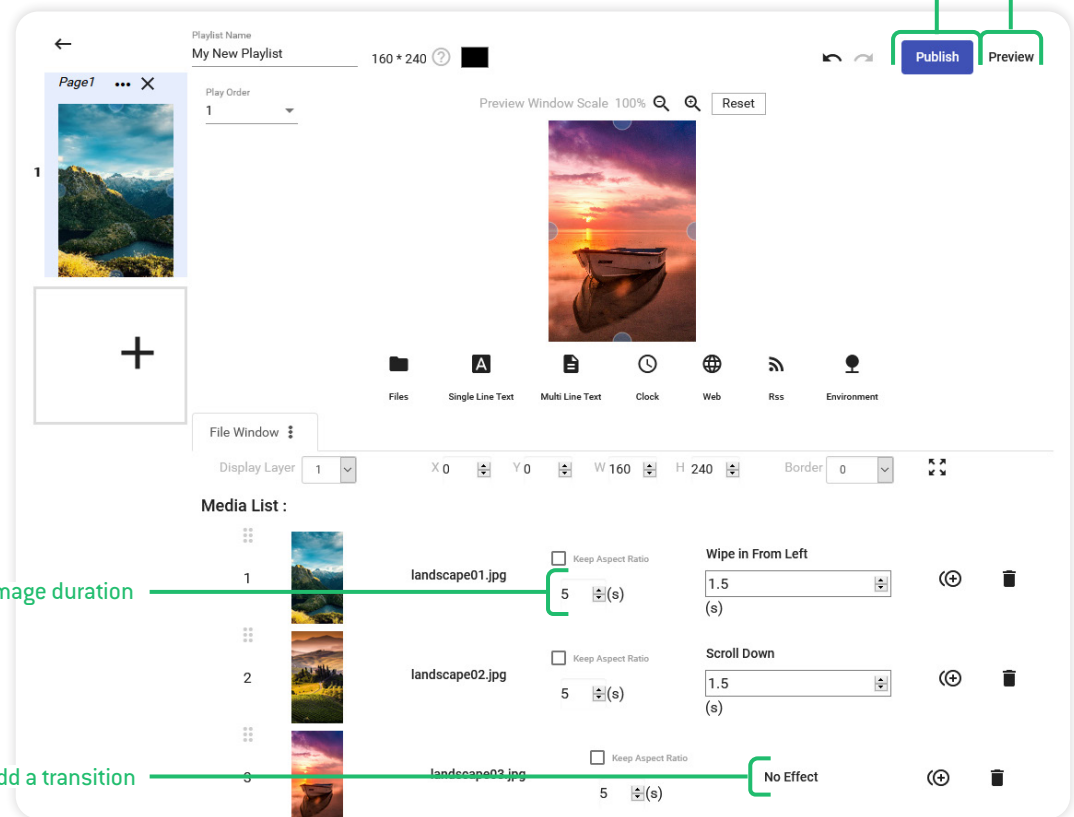 Playlist Name
My New Playlist
160 * 240 ?
Publish
Preview
Page1 •••
Play Order
1
Preview Window Scale 100%
Reset
1
Files
Single Line Text
Multi Line Text
Clock
Web
Rss
Environment
File Window
Display Layer 1 X 0 Y 0 W 160 H 240 Border 0
Media List :
1
landscape01.jpg
Keep Aspect Ratio
5 (s)
Wipe in From Left
1.5
(s)
mage duration
2
landscape02.jpg
Keep Aspect Ratio
5 (s)
Scroll Down
1.5
(s)
3
landscape03.jpg
Keep Aspect Ratio
5 (s)
No Effect
dd a transition